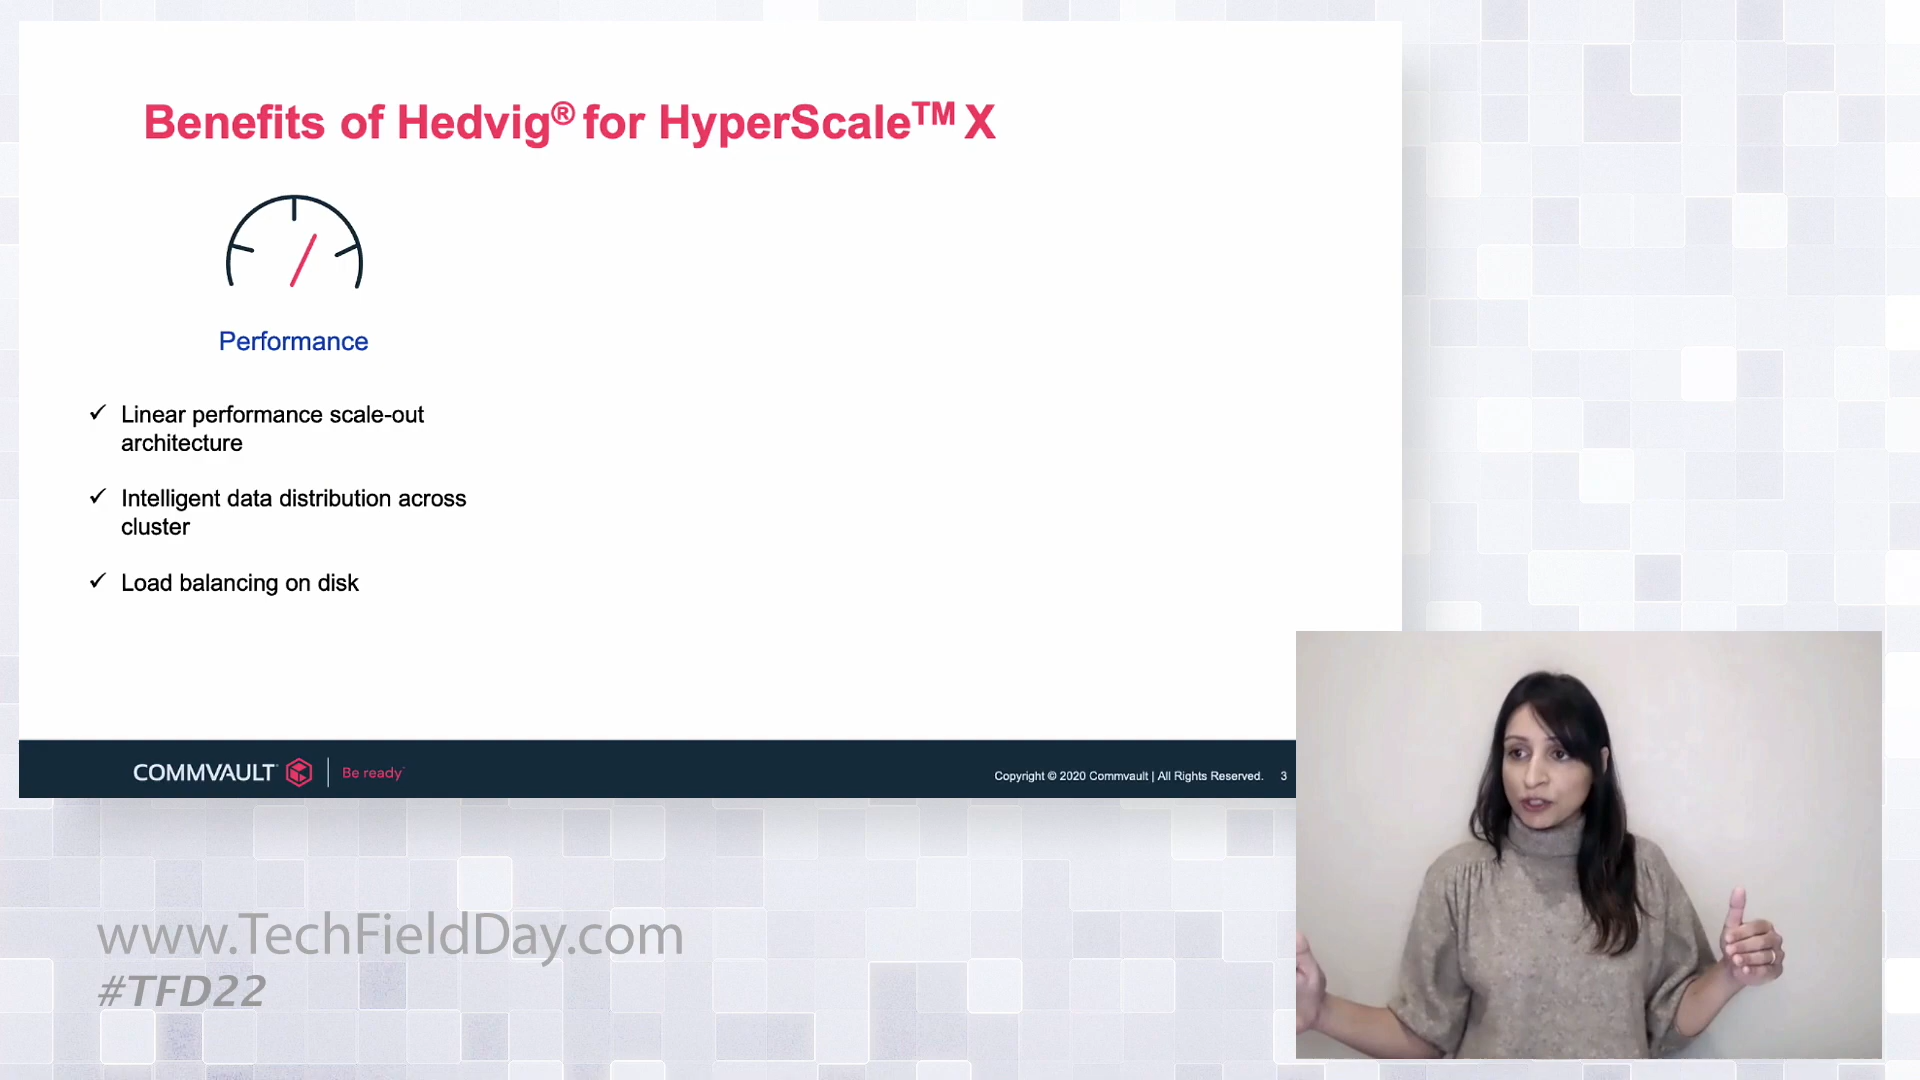 Benefits of Hedvig® for HyperScale™ X
Performance
✓ Linear performance scale-out
architecture
✓ Intelligent data distribution across
cluster
✓ Load balancing on disk
COMMVAULT | Be ready
Copyright © 2020 Commvault | All Rights Reserved. 3
www.TechFieldDay.com
#TFD22